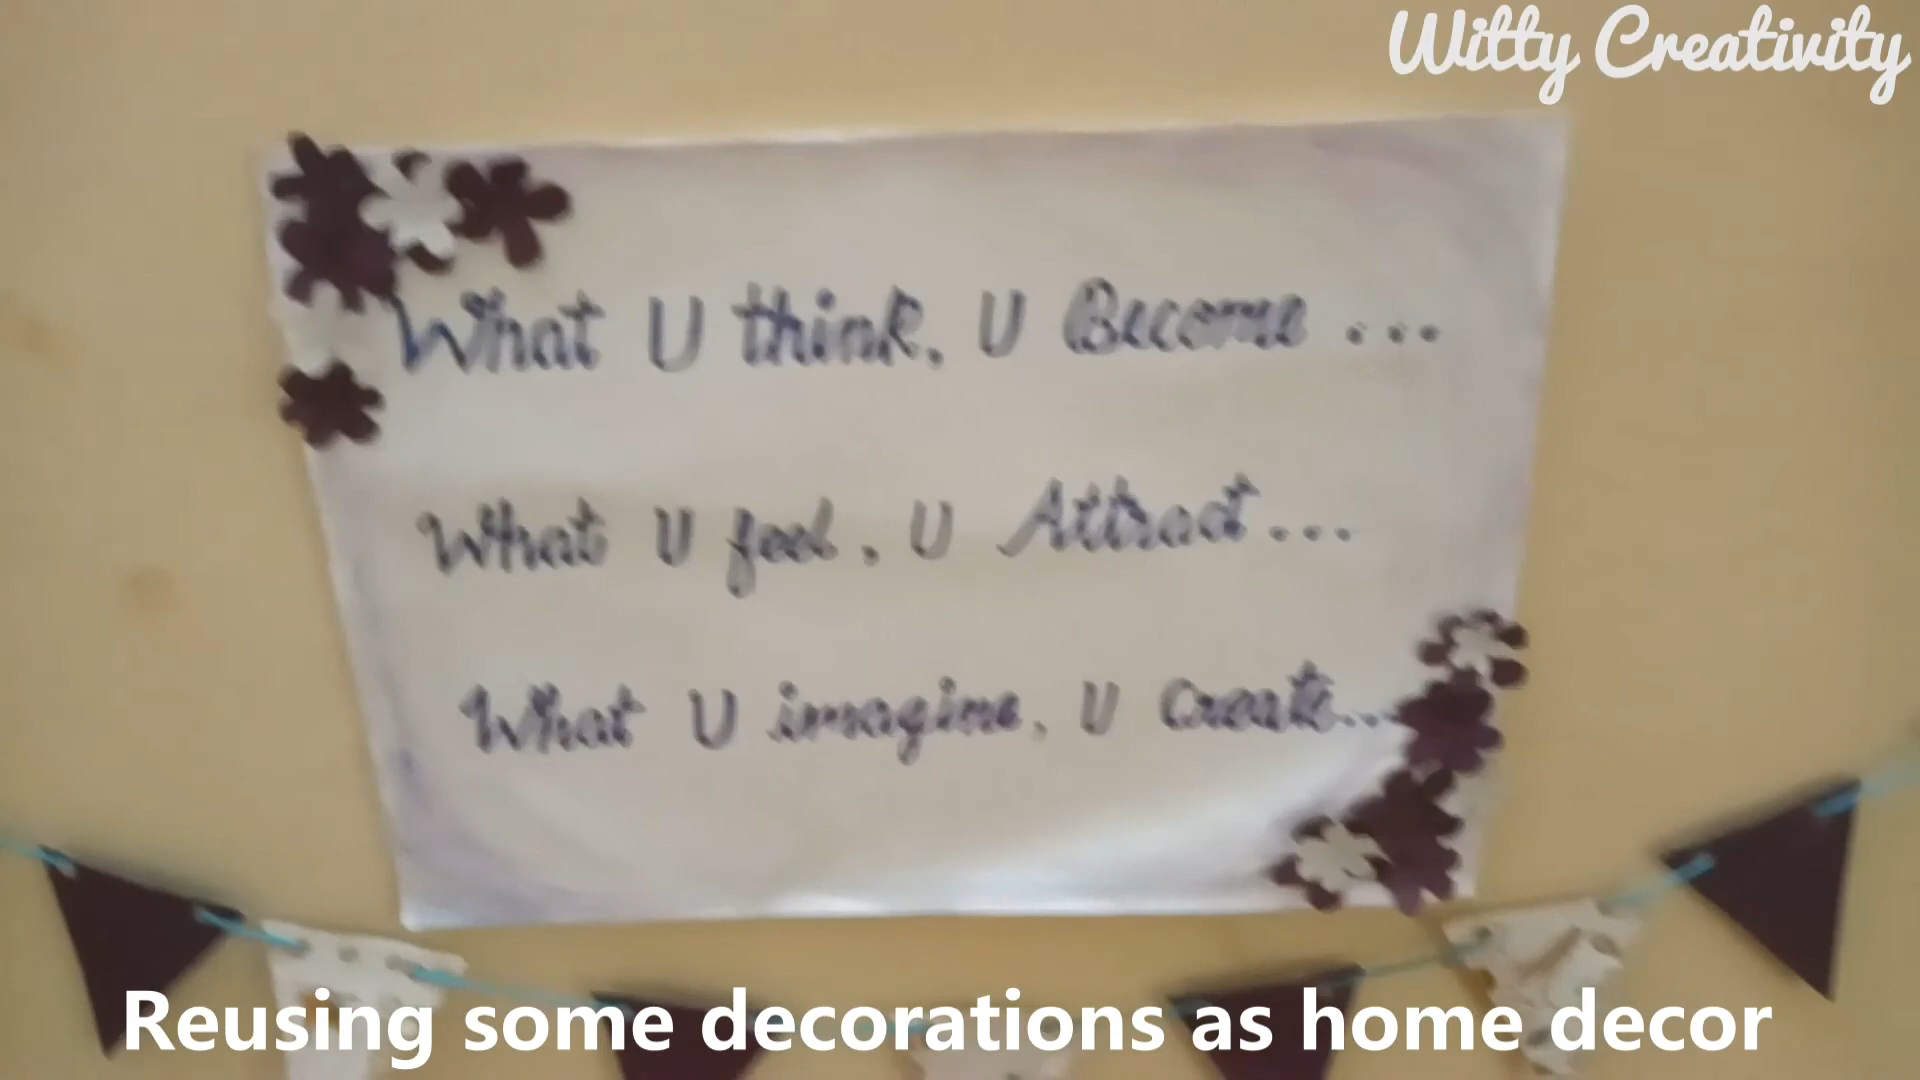 Witty Creativity
What U think, U Become ...
What U feel, U Attract ...
What U imagine, U Create...
Reusing some decorations as home decor